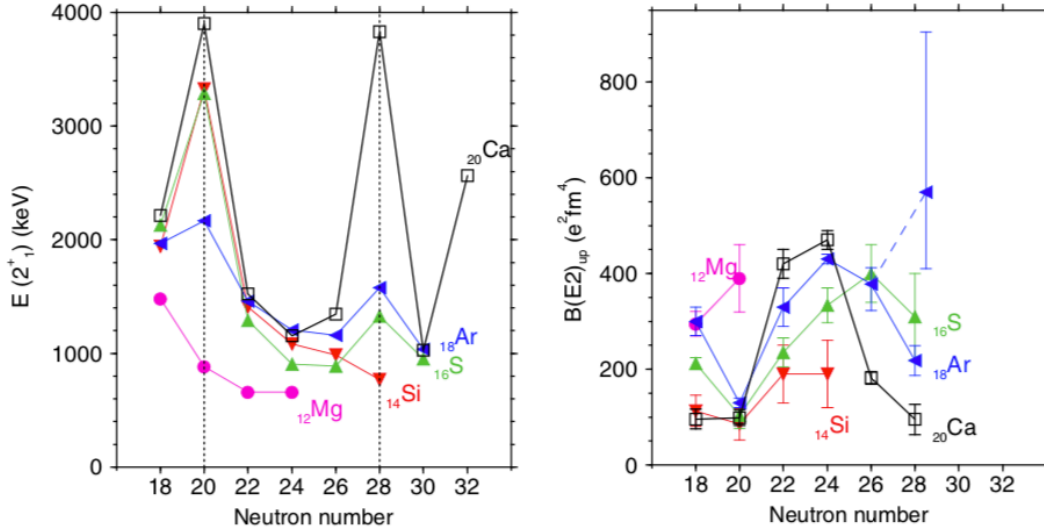 4000
3000
2000
1000
0
E (2⁺₁) (keV)
₂₀Ca
₁₈Ar
₁₆S
₁₄Si
₁₂Mg
18 20 22 24 26 28 30 32
Neutron number
800
600
400
200
0
B(E2)up (e²fm⁴)
₁₂Mg
₁₆S
₁₈Ar
₁₄Si
₂₀Ca
18 20 22 24 26 28 30 32
Neutron number